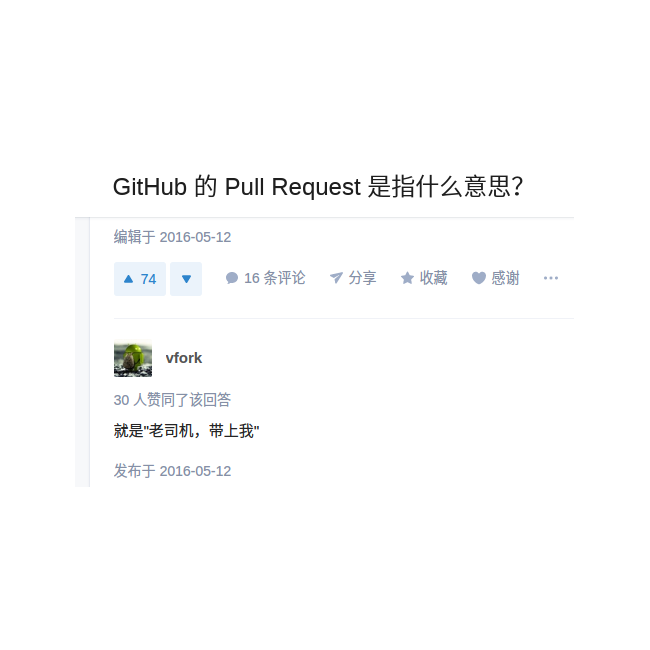 GitHub 的 Pull Request 是指什么意思?
编辑于 2016-05-12
74 16 条评论 分享 收藏 感谢
vfork
30 人赞同了该回答
就是"老司机，带上我"
发布于 2016-05-12